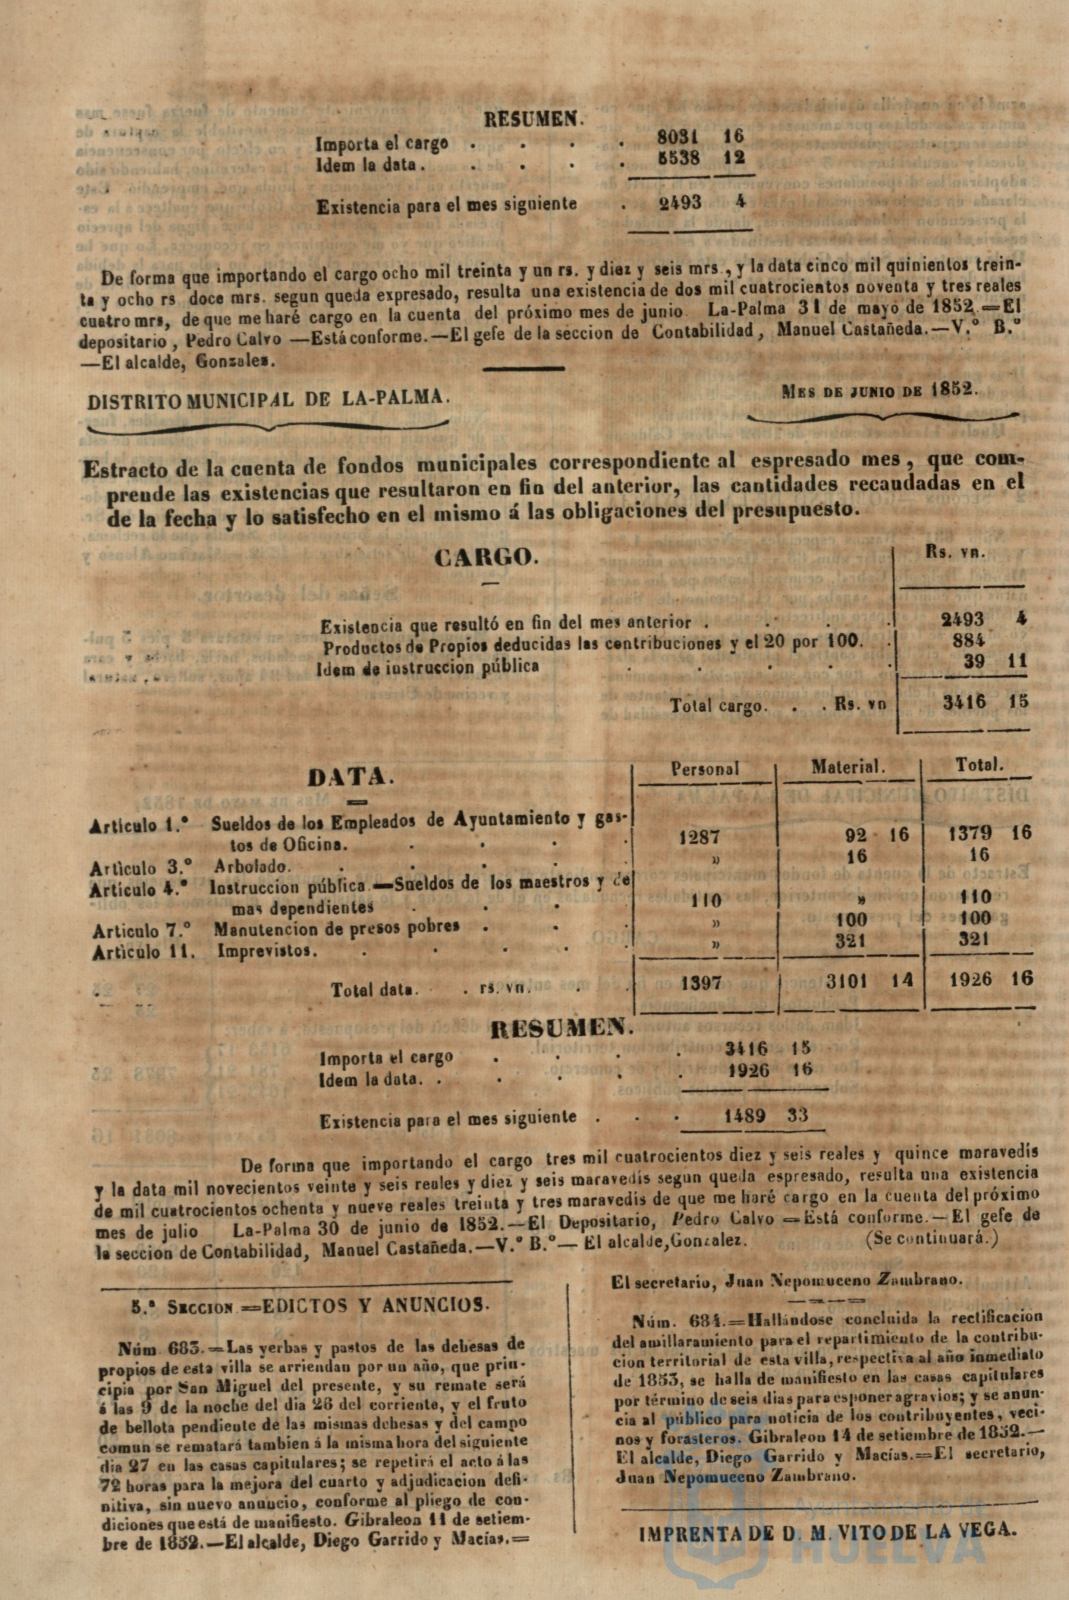 RESUMEN.
Importa el cargo . . . . 8031 16
Idem la data. . . . . 5538 12
Existencia para el mes siguiente . 2493 4
De forma que importando el cargo ocho mil treinta y un rs. y diez y seis mrs., y la data cinco mil quinientos trein-
ta y ocho rs doce mrs. segun queda expresado, resulta una existencia de dos mil cuatrocientos noventa y tres reales
cuatro mrs, de que me haré cargo en la cuenta del próximo mes de junio La-Palma 31 de mayo de 1852.=El
depositario, Pedro Calvo —Está conforme.—El gefe de la seccion de Contabilidad, Manuel Castañeda.—V.º B.º
—El alcalde, Gonzales.
DISTRITO MUNICIPAL DE LA-PALMA.
MES DE JUNIO DE 1852.
Estracto de la cuenta de fondos municipales correspondiente al espresado mes, que com-
prende las existencias que resultaron en fin del anterior, las cantidades recaudadas en el
de la fecha y lo satisfecho en el mismo á las obligaciones del presupuesto.
CARGO.
Rs. vn.
Existencia que resultó en fin del mes anterior . . . . 2493 4
Productos de Propios deducidas las contribuciones y el 20 por 100. . 884
Idem de instruccion pública . . . . . 39 11
Total cargo. . . Rs. vn 3416 15
DATA.
Personal Material. Total.
Artículo 1.º Sueldos de los Empleados de Ayuntamiento y gas-
tos de Oficina. . . . . 1287 92 16 1379 16
Artículo 3.º Arbolado. . . . . . » 16 16
Artículo 4.º Instruccion pública.—Sueldos de los maestros y de
mas dependientes . . . . 110 » 110
Artículo 7.º Manutencion de presos pobres . . . » 100 100
Artículo 11. Imprevistos. . . . . . » 321 321
Total data. . rs. vn. . . 1397 3101 14 1926 16
RESUMEN.
Importa el cargo . . . . 3416 15
Idem la data. . . . . . 1926 16
Existencia para el mes siguiente . . . 1489 33
De forma que importando el cargo tres mil cuatrocientos diez y seis reales y quince maravedís
y la data mil novecientos veinte y seis reales y diez y seis maravedís segun queda espresado, resulta una existencia
de mil cuatrocientos ochenta y nueve reales treinta y tres maravedis de que me haré cargo en la cuenta del próximo
mes de julio La-Palma 30 de junio de 1852.—El Depositario, Pedro Calvo =Está conforme.—El gefe de
la seccion de Contabilidad, Manuel Castañeda.—V.º B.º— El alcalde, Gonzalez. (Se continuará.)
5.ª SECCION.=EDICTOS Y ANUNCIOS.
Núm 683.=Las yerbas y pastos de las debesas de
propios de esta villa se arriendan por un año, que prin-
cipia por San Miguel del presente, y su remate será
á las 9 de la noche del dia 26 del corriente, y el fruto
de bellota pendiente de las mismas debesas y del campo
comun se rematará tambien á la misma hora del siguiente
dia 27 en las casas capitulares; se repetirá el acto á las
72 horas para la mejora del cuarto y adjudicacion defi-
nitiva, sin nuevo anuncio, conforme al pliego de con-
diciones que está de manifiesto. Gibraleon 11 de setiem-
bre de 1852.—El alcalde, Diego Garrido y Macías.=
El secretario, Juan Nepomuceno Zambrano.
Núm. 684.=Hallándose concluida la rectificacion
del amillaramiento para el repartimiento de la contribu-
cion territorial de esta villa, respectiva al año inmediato
de 1853, se halla de manifiesto en las casas capitulares
por término de seis dias para esponer agravios; y se anun-
cia al público para noticia de los contribuyentes, veci-
nos y forasteros. Gibraleon 14 de setiembre de 1852.—
El alcalde, Diego Garrido y Macías.=El secretario,
Juan Nepomuceno Zambrano.
IMPRENTA DE D. M. VITO DE LA VEGA.
Ayuntamiento de
HUELVA